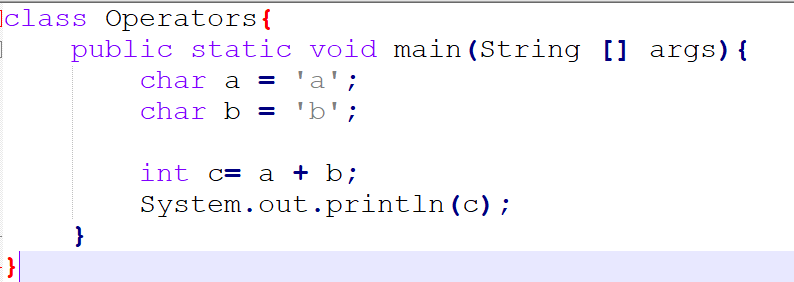 class Operators{
public static void main(String [] args){
char a = 'a';
char b = 'b';
int c= a + b;
System.out.println(c);
}
}